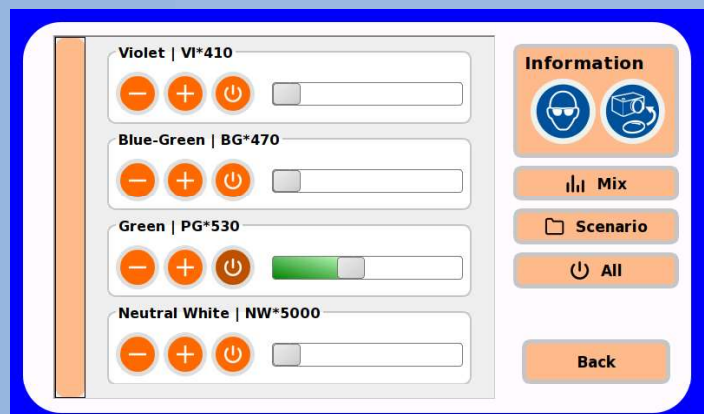 Violet | VI*410
Blue-Green | BG*470
Green | PG*530
Neutral White | NW*5000
Information
Mix
Scenario
All
Back